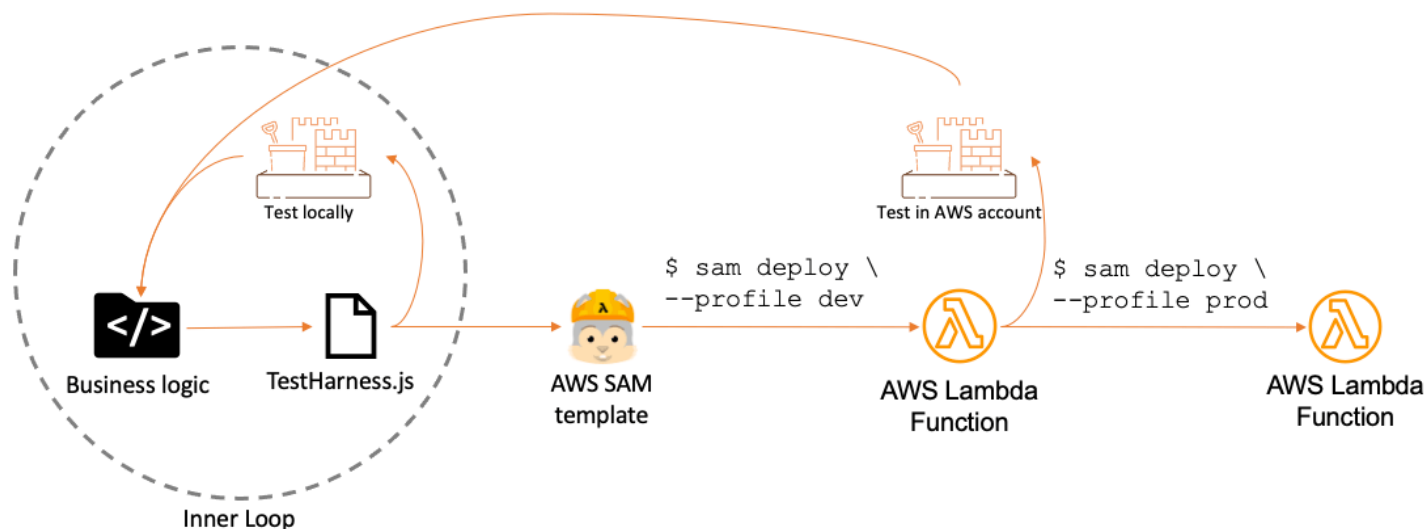 Test locally
Test in AWS account
$ sam deploy \
--profile dev
$ sam deploy \
--profile prod
λ
</>
Business logic
TestHarness.js
AWS SAM
template
AWS Lambda
Function
AWS Lambda
Function
Inner Loop